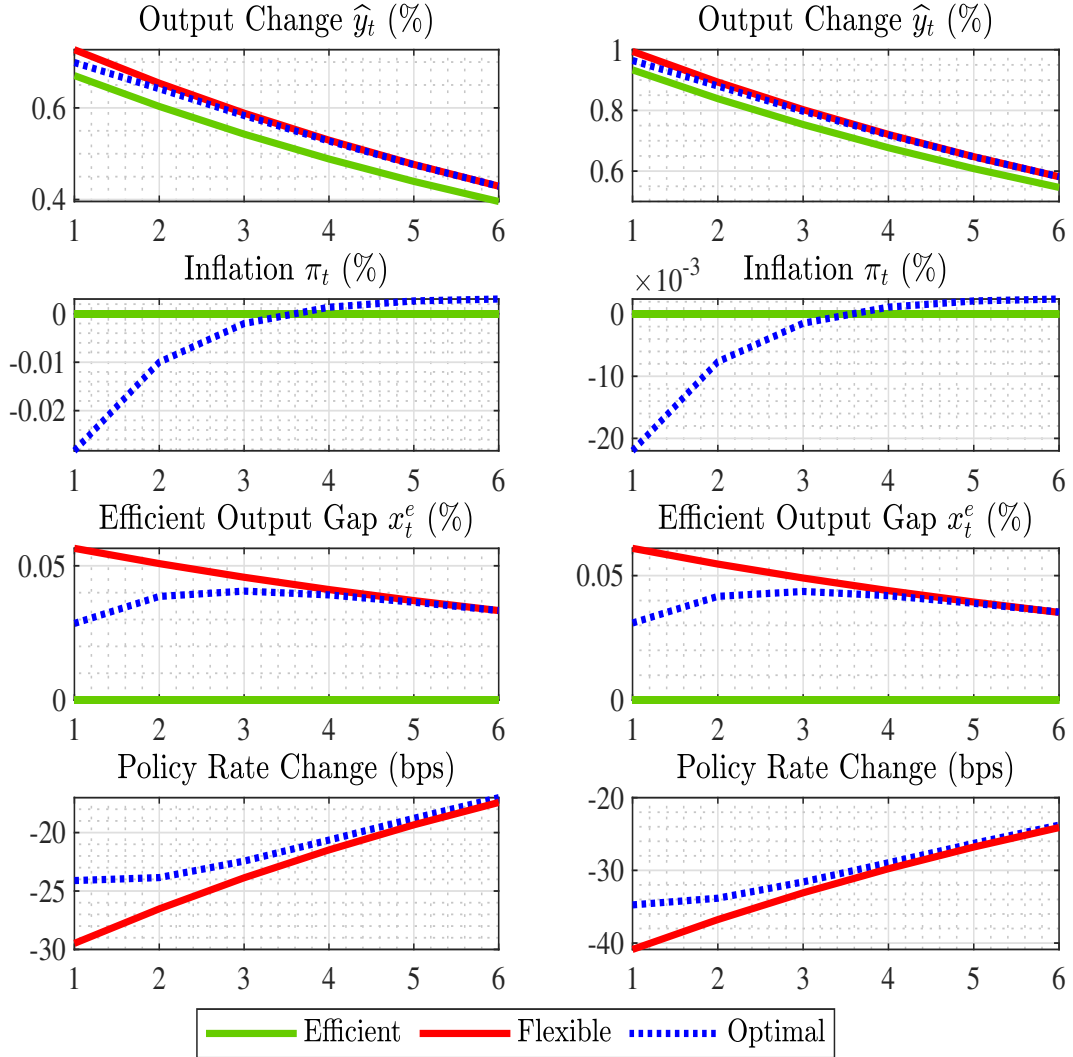 Output Change ŷ_t (%)
0.6
0.4
1 2 3 4 5 6
Output Change ŷ_t (%)
1
0.8
0.6
1 2 3 4 5 6
Inflation π_t (%)
0
-0.01
-0.02
1 2 3 4 5 6
×10⁻³ Inflation π_t (%)
0
-10
-20
1 2 3 4 5 6
Efficient Output Gap x_t^e (%)
0.05
0
1 2 3 4 5 6
Efficient Output Gap x_t^e (%)
0.05
0
1 2 3 4 5 6
Policy Rate Change (bps)
-20
-25
-30
1 2 3 4 5 6
Policy Rate Change (bps)
-20
-30
-40
1 2 3 4 5 6
Efficient Flexible Optimal